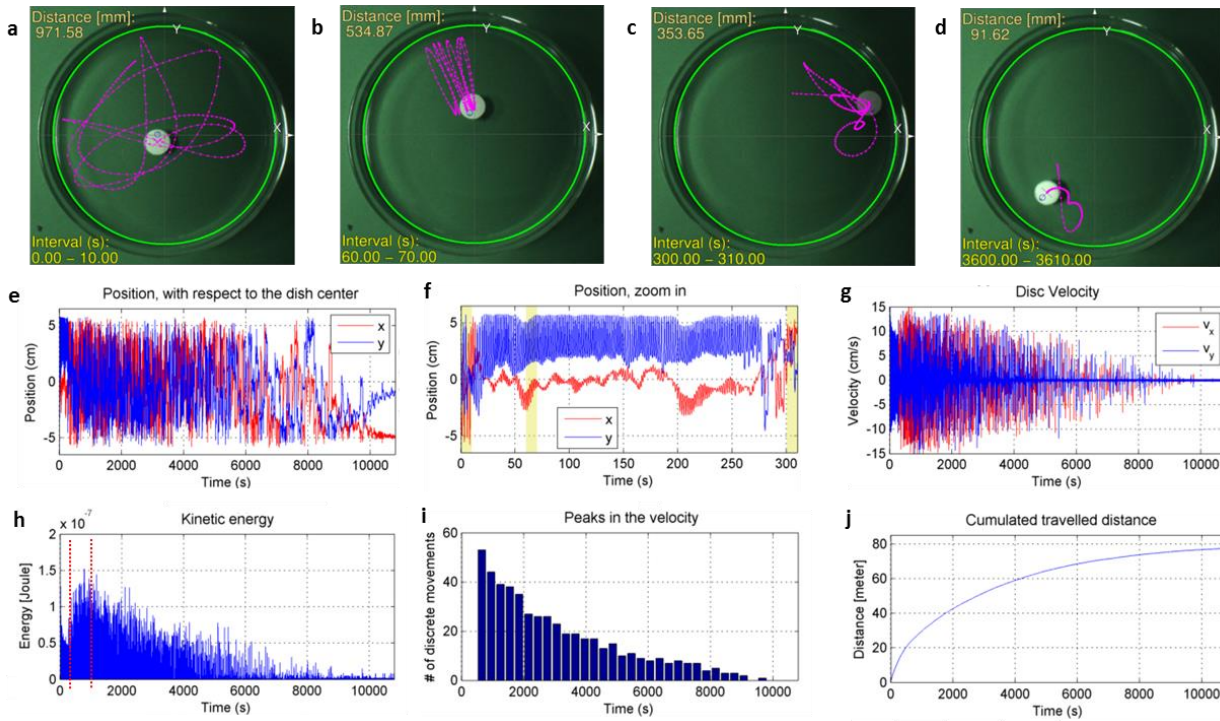 a
Distance [mm]:
971.58
Y
X
Interval (s):
0.00 – 10.00
b
Distance [mm]:
534.87
Y
X
Interval (s):
60.00 – 70.00
c
Distance [mm]:
353.65
Y
X
Interval (s):
300.00 – 310.00
d
Distance [mm]:
91.62
Y
X
Interval (s):
3600.00 – 3610.00
e
Position, with respect to the dish center
Position (cm)
5
0
-5
x
y
0 2000 4000 6000 8000 10000
Time (s)
f
Position, zoom in
Position (cm)
5
0
-5
x
y
0 50 100 150 200 250 300
Time (s)
g
Disc Velocity
Velocity (cm/s)
15
10
5
0
-5
-10
-15
vx
vy
0 2000 4000 6000 8000 10000
Time (s)
h
Kinetic energy
x 10-7
Energy [Joule]
2
1.5
1
0.5
0
0 2000 4000 6000 8000 10000
Time (s)
i
Peaks in the velocity
# of discrete movements
60
40
20
0
0 2000 4000 6000 8000 10000
Time (s)
j
Cumulated travelled distance
Distance [meter]
80
60
40
20
0
0 2000 4000 6000 8000 10000
Time (s)